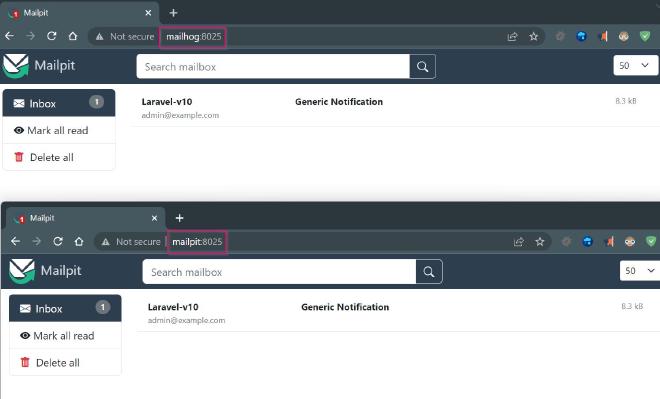 Mailpit
Not secure mailhog:8025
Mailpit Search mailbox 50
Inbox 1 Laravel-v10 Generic Notification 8.3 kB
admin@example.com
Mark all read
Delete all
Mailpit
Not secure mailpit:8025
Mailpit Search mailbox 50
Inbox 1 Laravel-v10 Generic Notification 8.3 kB
admin@example.com
Mark all read
Delete all